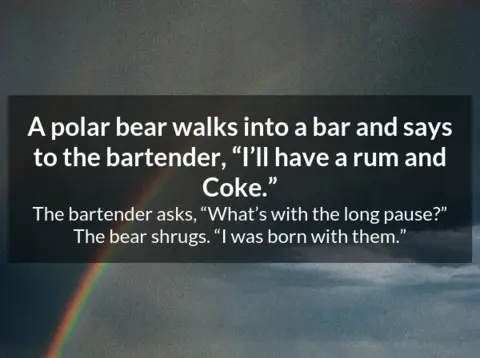 A polar bear walks into a bar and says
to the bartender, “I’ll have a rum and
Coke.”
The bartender asks, “What’s with the long pause?”
The bear shrugs. “I was born with them.”